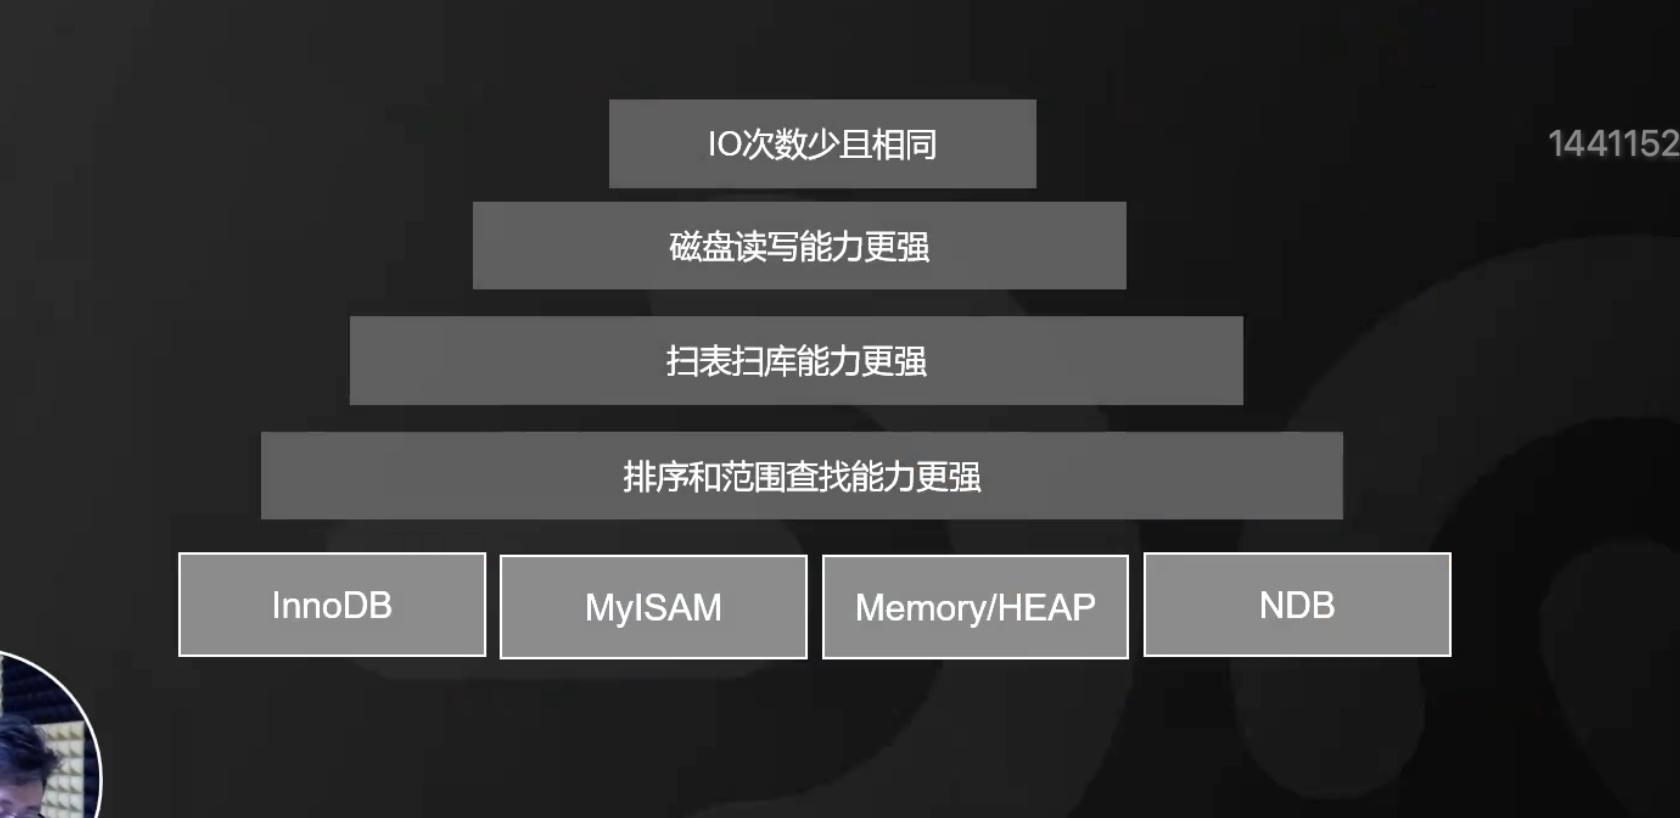 IO次数少且相同
1441152
磁盘读写能力更强
扫表扫库能力更强
排序和范围查找能力更强
InnoDB
MyISAM
Memory/HEAP
NDB